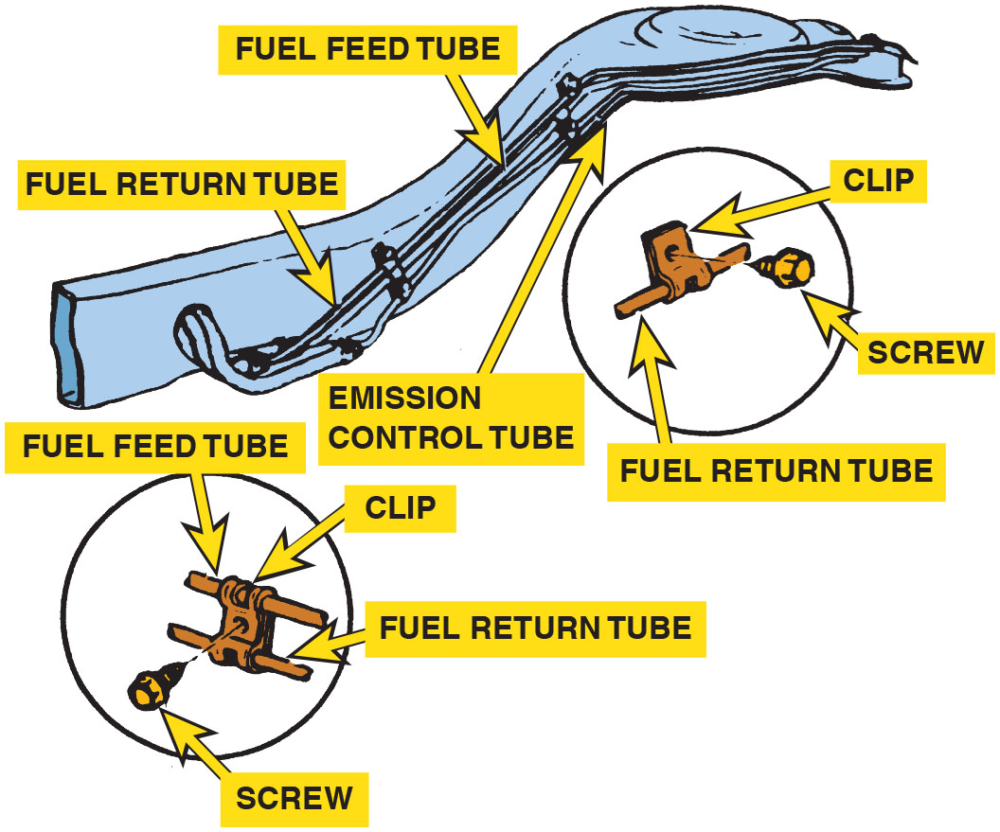 FUEL FEED TUBE
FUEL RETURN TUBE
CLIP
SCREW
EMISSION
CONTROL TUBE
FUEL FEED TUBE
FUEL RETURN TUBE
CLIP
FUEL RETURN TUBE
SCREW